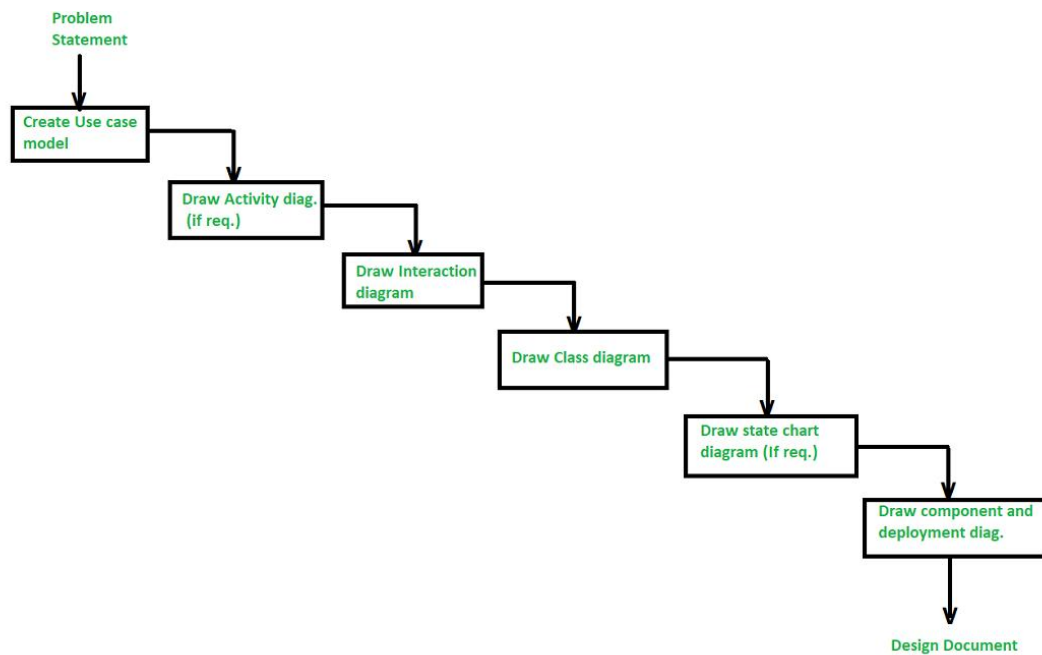 Problem
Statement
Create Use case
model
Draw Activity diag.
(if req.)
Draw Interaction
diagram
Draw Class diagram
Draw state chart
diagram (If req.)
Draw component and
deployment diag.
Design Document